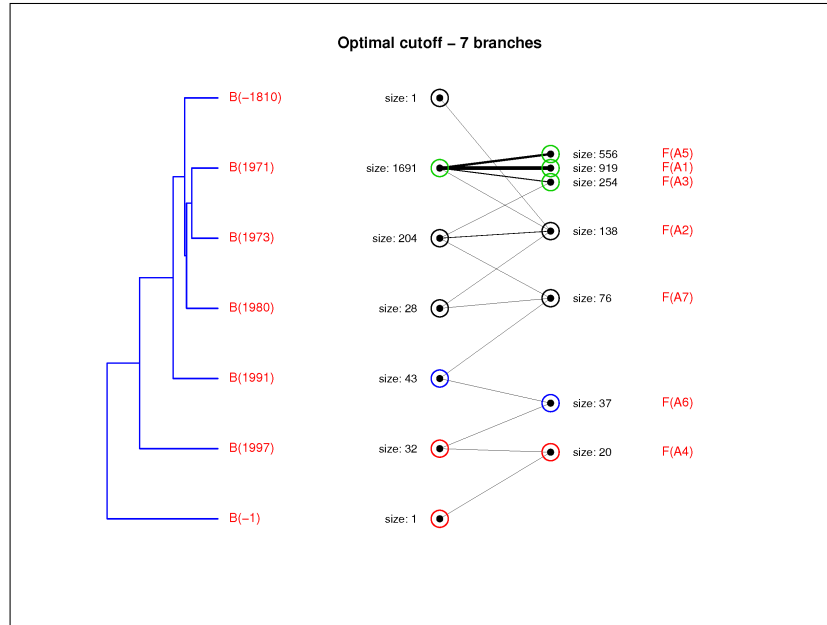 Optimal cutoff – 7 branches
B(−1810) size: 1
size: 556 F(A5)
B(1971) size: 1691 size: 919 F(A1)
size: 254 F(A3)
size: 138 F(A2)
B(1973) size: 204
size: 76 F(A7)
B(1980) size: 28
B(1991) size: 43
size: 37 F(A6)
B(1997) size: 32 size: 20 F(A4)
B(−1) size: 1